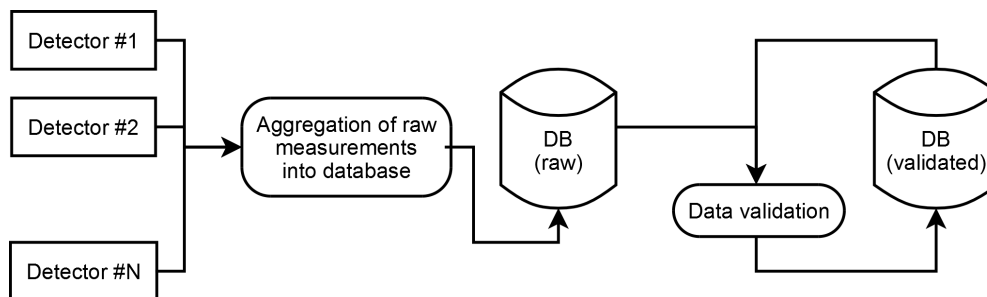 Detector #1
Detector #2
Detector #N
Aggregation of raw
measurements
into database
DB
(raw)
Data validation
DB
(validated)